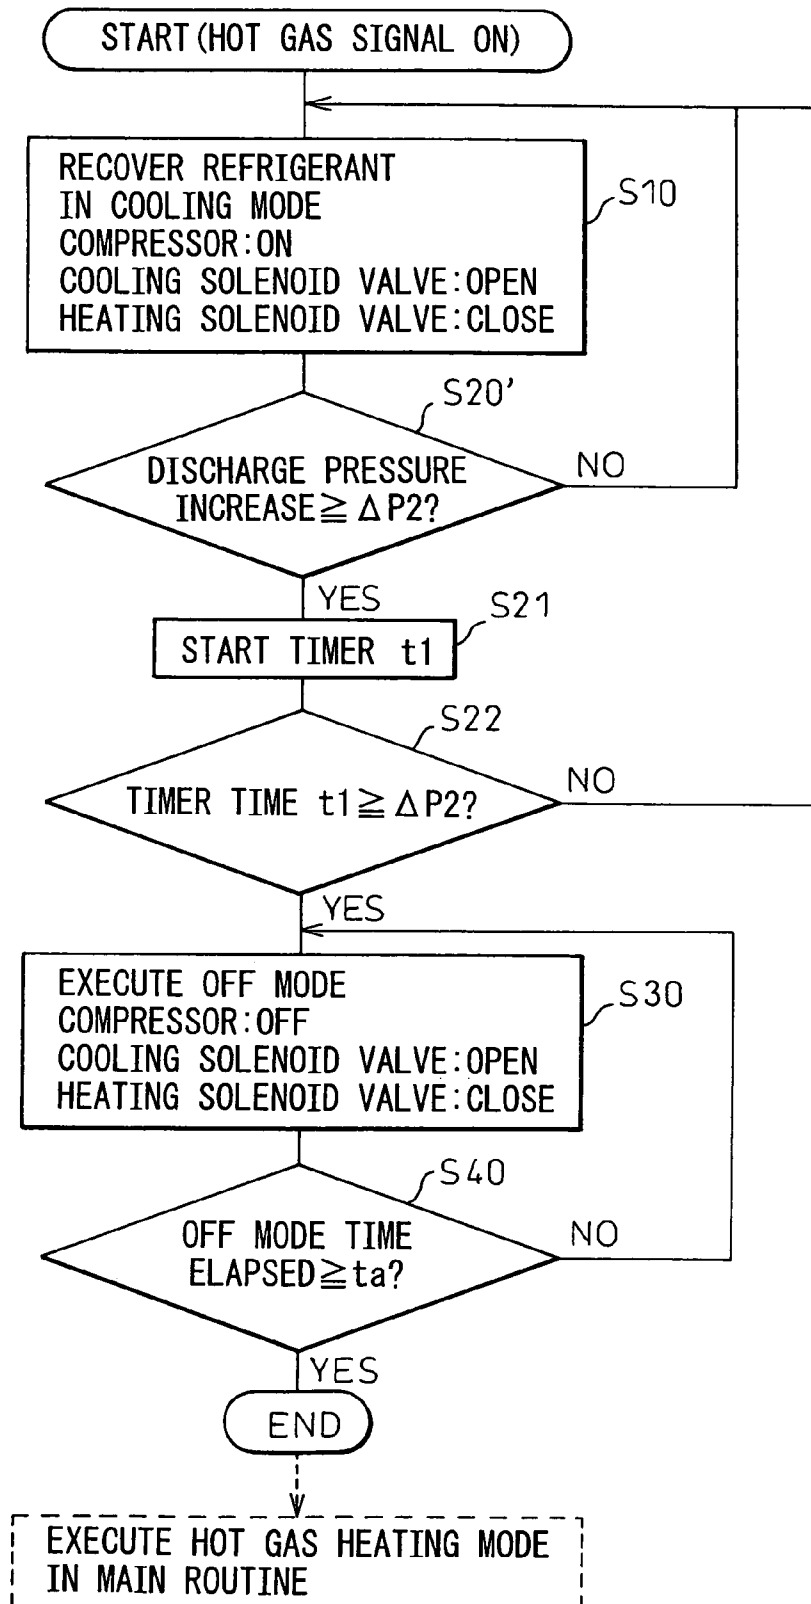 START(HOT GAS SIGNAL ON)
RECOVER REFRIGERANT
IN COOLING MODE
COMPRESSOR:ON
COOLING SOLENOID VALVE:OPEN
HEATING SOLENOID VALVE:CLOSE
S10
S20'
DISCHARGE PRESSURE
INCREASE≧ΔP2?
NO
YES
S21
START TIMER t1
S22
TIMER TIME t1≧ΔP2?
NO
YES
EXECUTE OFF MODE
COMPRESSOR:OFF
COOLING SOLENOID VALVE:OPEN
HEATING SOLENOID VALVE:CLOSE
S30
S40
OFF MODE TIME
ELAPSED≧ta?
NO
YES
END
EXECUTE HOT GAS HEATING MODE
IN MAIN ROUTINE